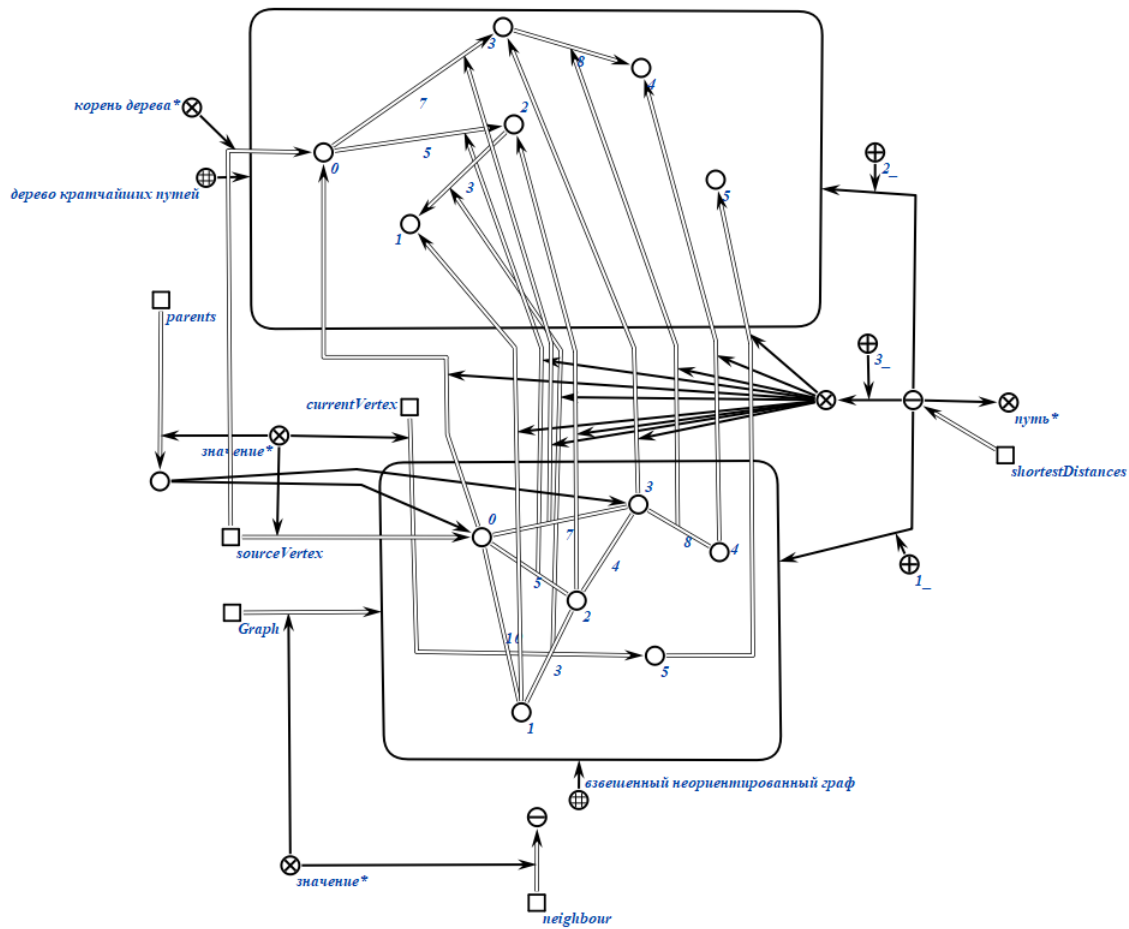 3
8
4
корень дерева*
7
2
5
0
2_
дерево кратчайших путей
3
5
1
parents
3_
currentVertex
путь*
значение*
shortestDistances
3
0
7
8
4
sourceVertex
5
4
1_
2
Graph
3
5
1
взвешенный неориентированный граф
значение*
neighbour